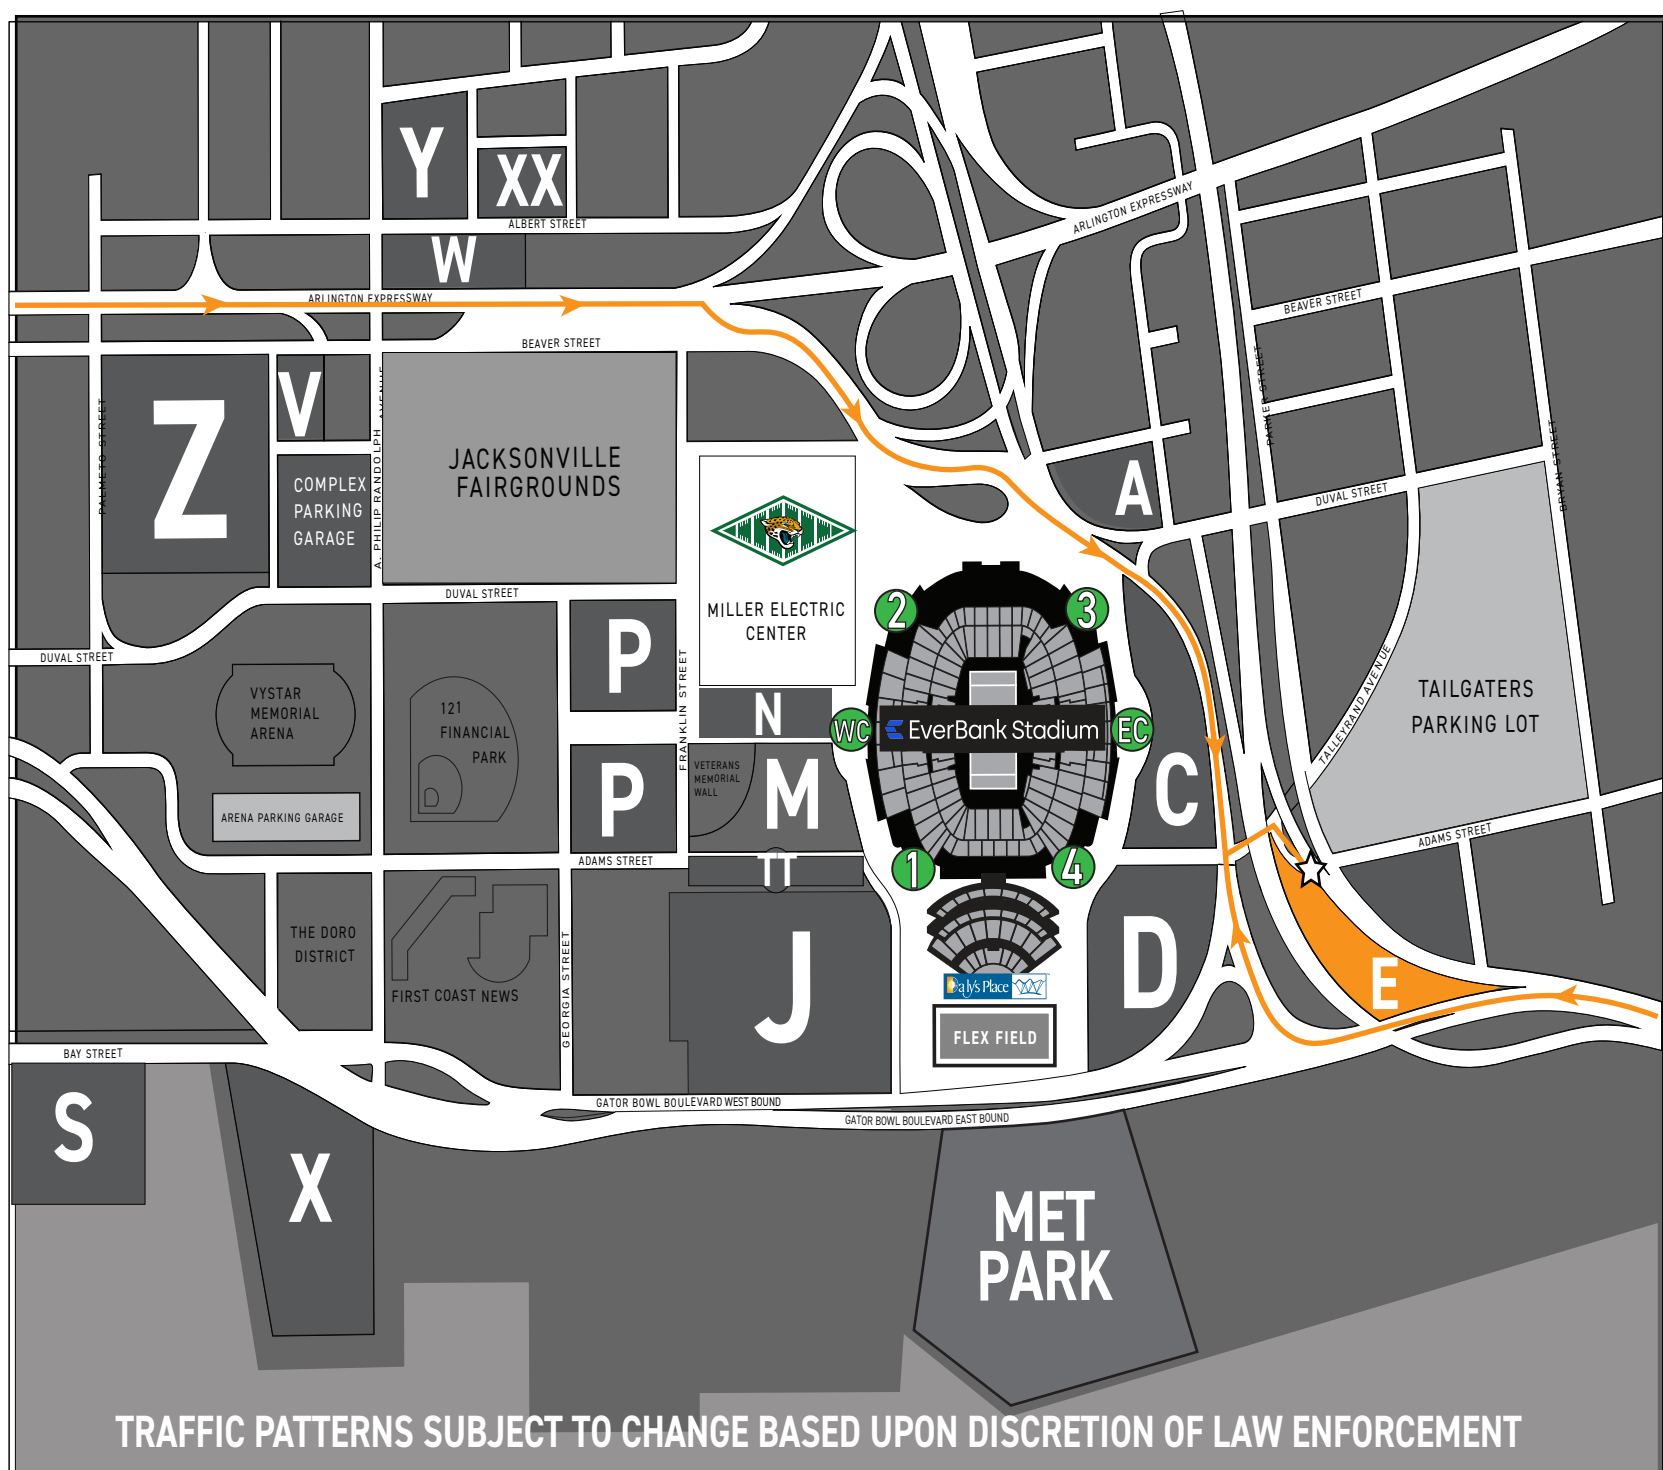 Y
XX
ALBERT STREET
W
ARLINGTON EXPRESSWAY
ARLINGTON EXPRESSWAY
BEAVER STREET
BEAVER STREET
PARKER STREET
BRYAN STREET
PALMETO STREET
Z
V
A. PHILIP RANDOLPH AVENUE
COMPLEX
PARKING
GARAGE
JACKSONVILLE
FAIRGROUNDS
A
DUVAL STREET
DUVAL STREET
DUVAL STREET
MILLER ELECTRIC
CENTER
2
3
P
FRANKLIN STREET
N
WC
EverBank Stadium
EC
VYSTAR
MEMORIAL
ARENA
121
FINANCIAL
PARK
P
VETERANS
MEMORIAL
WALL
M
C
TALLEYRAND AVENUE
TAILGATERS
PARKING LOT
ARENA PARKING GARAGE
ADAMS STREET
ADAMS STREET
TT
1
4
THE DORO
DISTRICT
FIRST COAST NEWS
GEORGIA STREET
J
Daly's Place
FLEX FIELD
D
E
BAY STREET
GATOR BOWL BOULEVARD WEST BOUND
GATOR BOWL BOULEVARD EAST BOUND
S
X
MET
PARK
TRAFFIC PATTERNS SUBJECT TO CHANGE BASED UPON DISCRETION OF LAW ENFORCEMENT